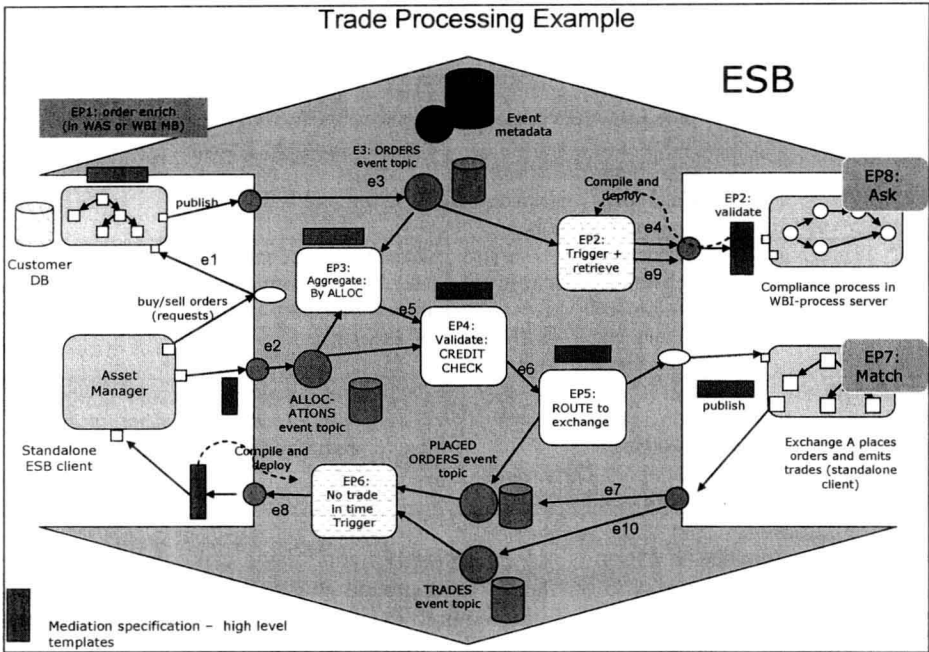 Trade Processing Example
ESB
EP1: order enrich
(in WAS or WBI MB)
Event
metadata
E3: ORDERS
event topic
e3
publish
Customer
DB
e1
buy/sell orders
(requests)
Asset
Manager
Standalone
ESB client
e2
ALLOC-
ATIONS
event topic
EP3:
Aggregate:
By ALLOC
e5
EP4:
Validate:
CREDIT
CHECK
e6
EP5:
ROUTE to
exchange
Compile and
deploy
EP2:
Trigger +
retrieve
e4
e9
EP2:
validate
EP8:
Ask
Compliance process in
WBI-process server
EP7:
Match
publish
Exchange A places
orders and emits
trades (standalone
client)
PLACED
ORDERS event
topic
e7
e10
Compile and
deploy
e8
EP6:
No trade
in time
Trigger
TRADES
event topic
Mediation specification – high level
templates